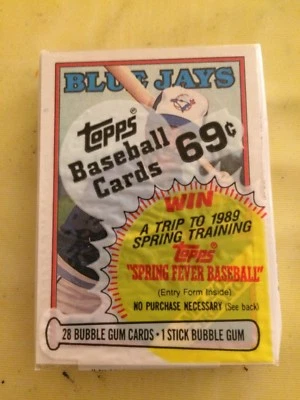 BLUE JAYS
Topps
Baseball
Cards 69¢
WIN
A TRIP TO 1989
SPRING TRAINING
Topps
"SPRING FEVER BASEBALL"
(Entry Form Inside)
NO PURCHASE NECESSARY (See back)
28 BUBBLE GUM CARDS • 1 STICK BUBBLE GUM